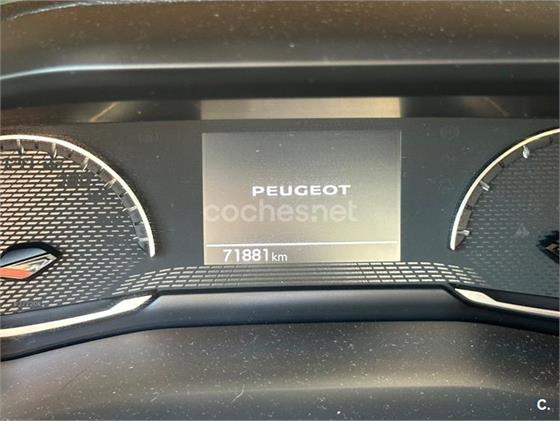 PEUGEOT
coches.net
71881 km
C.